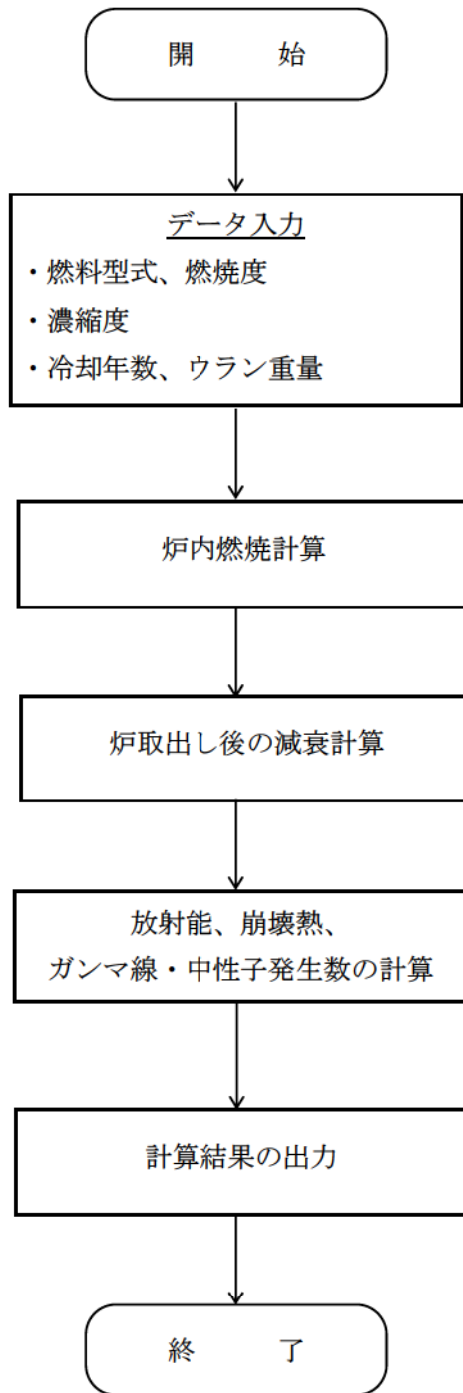 開 始
データ入力
・燃料型式、燃焼度
・濃縮度
・冷却年数、ウラン重量
炉内燃焼計算
炉取出し後の減衰計算
放射能、崩壊熱、
ガンマ線・中性子発生数の計算
計算結果の出力
終 了